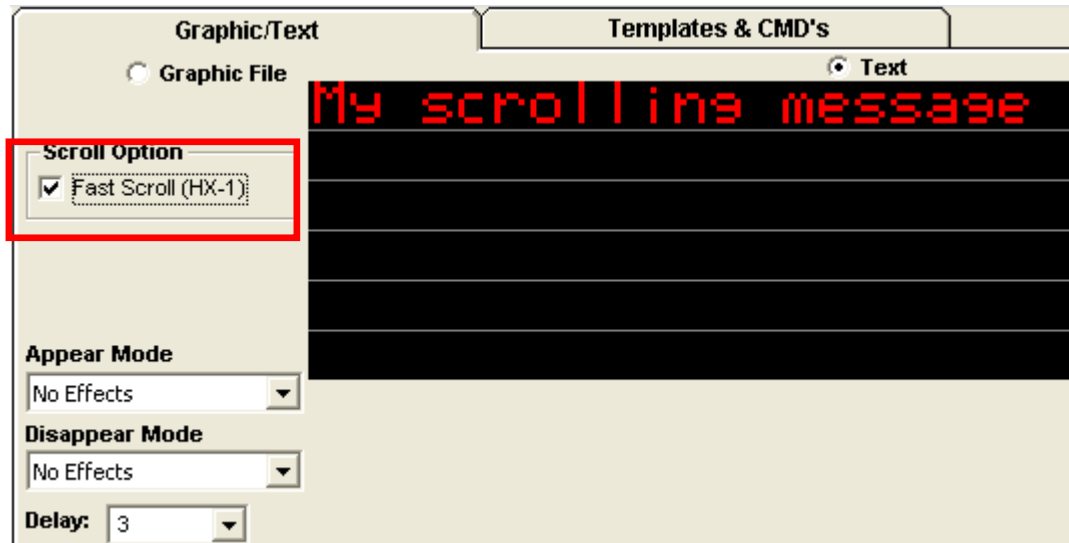 Graphic/Text
Templates & CMD's
Graphic File
Text
My scrolling message
Scroll Option
Fast Scroll (HX-1)
Appear Mode
No Effects
Disappear Mode
No Effects
Delay: 3